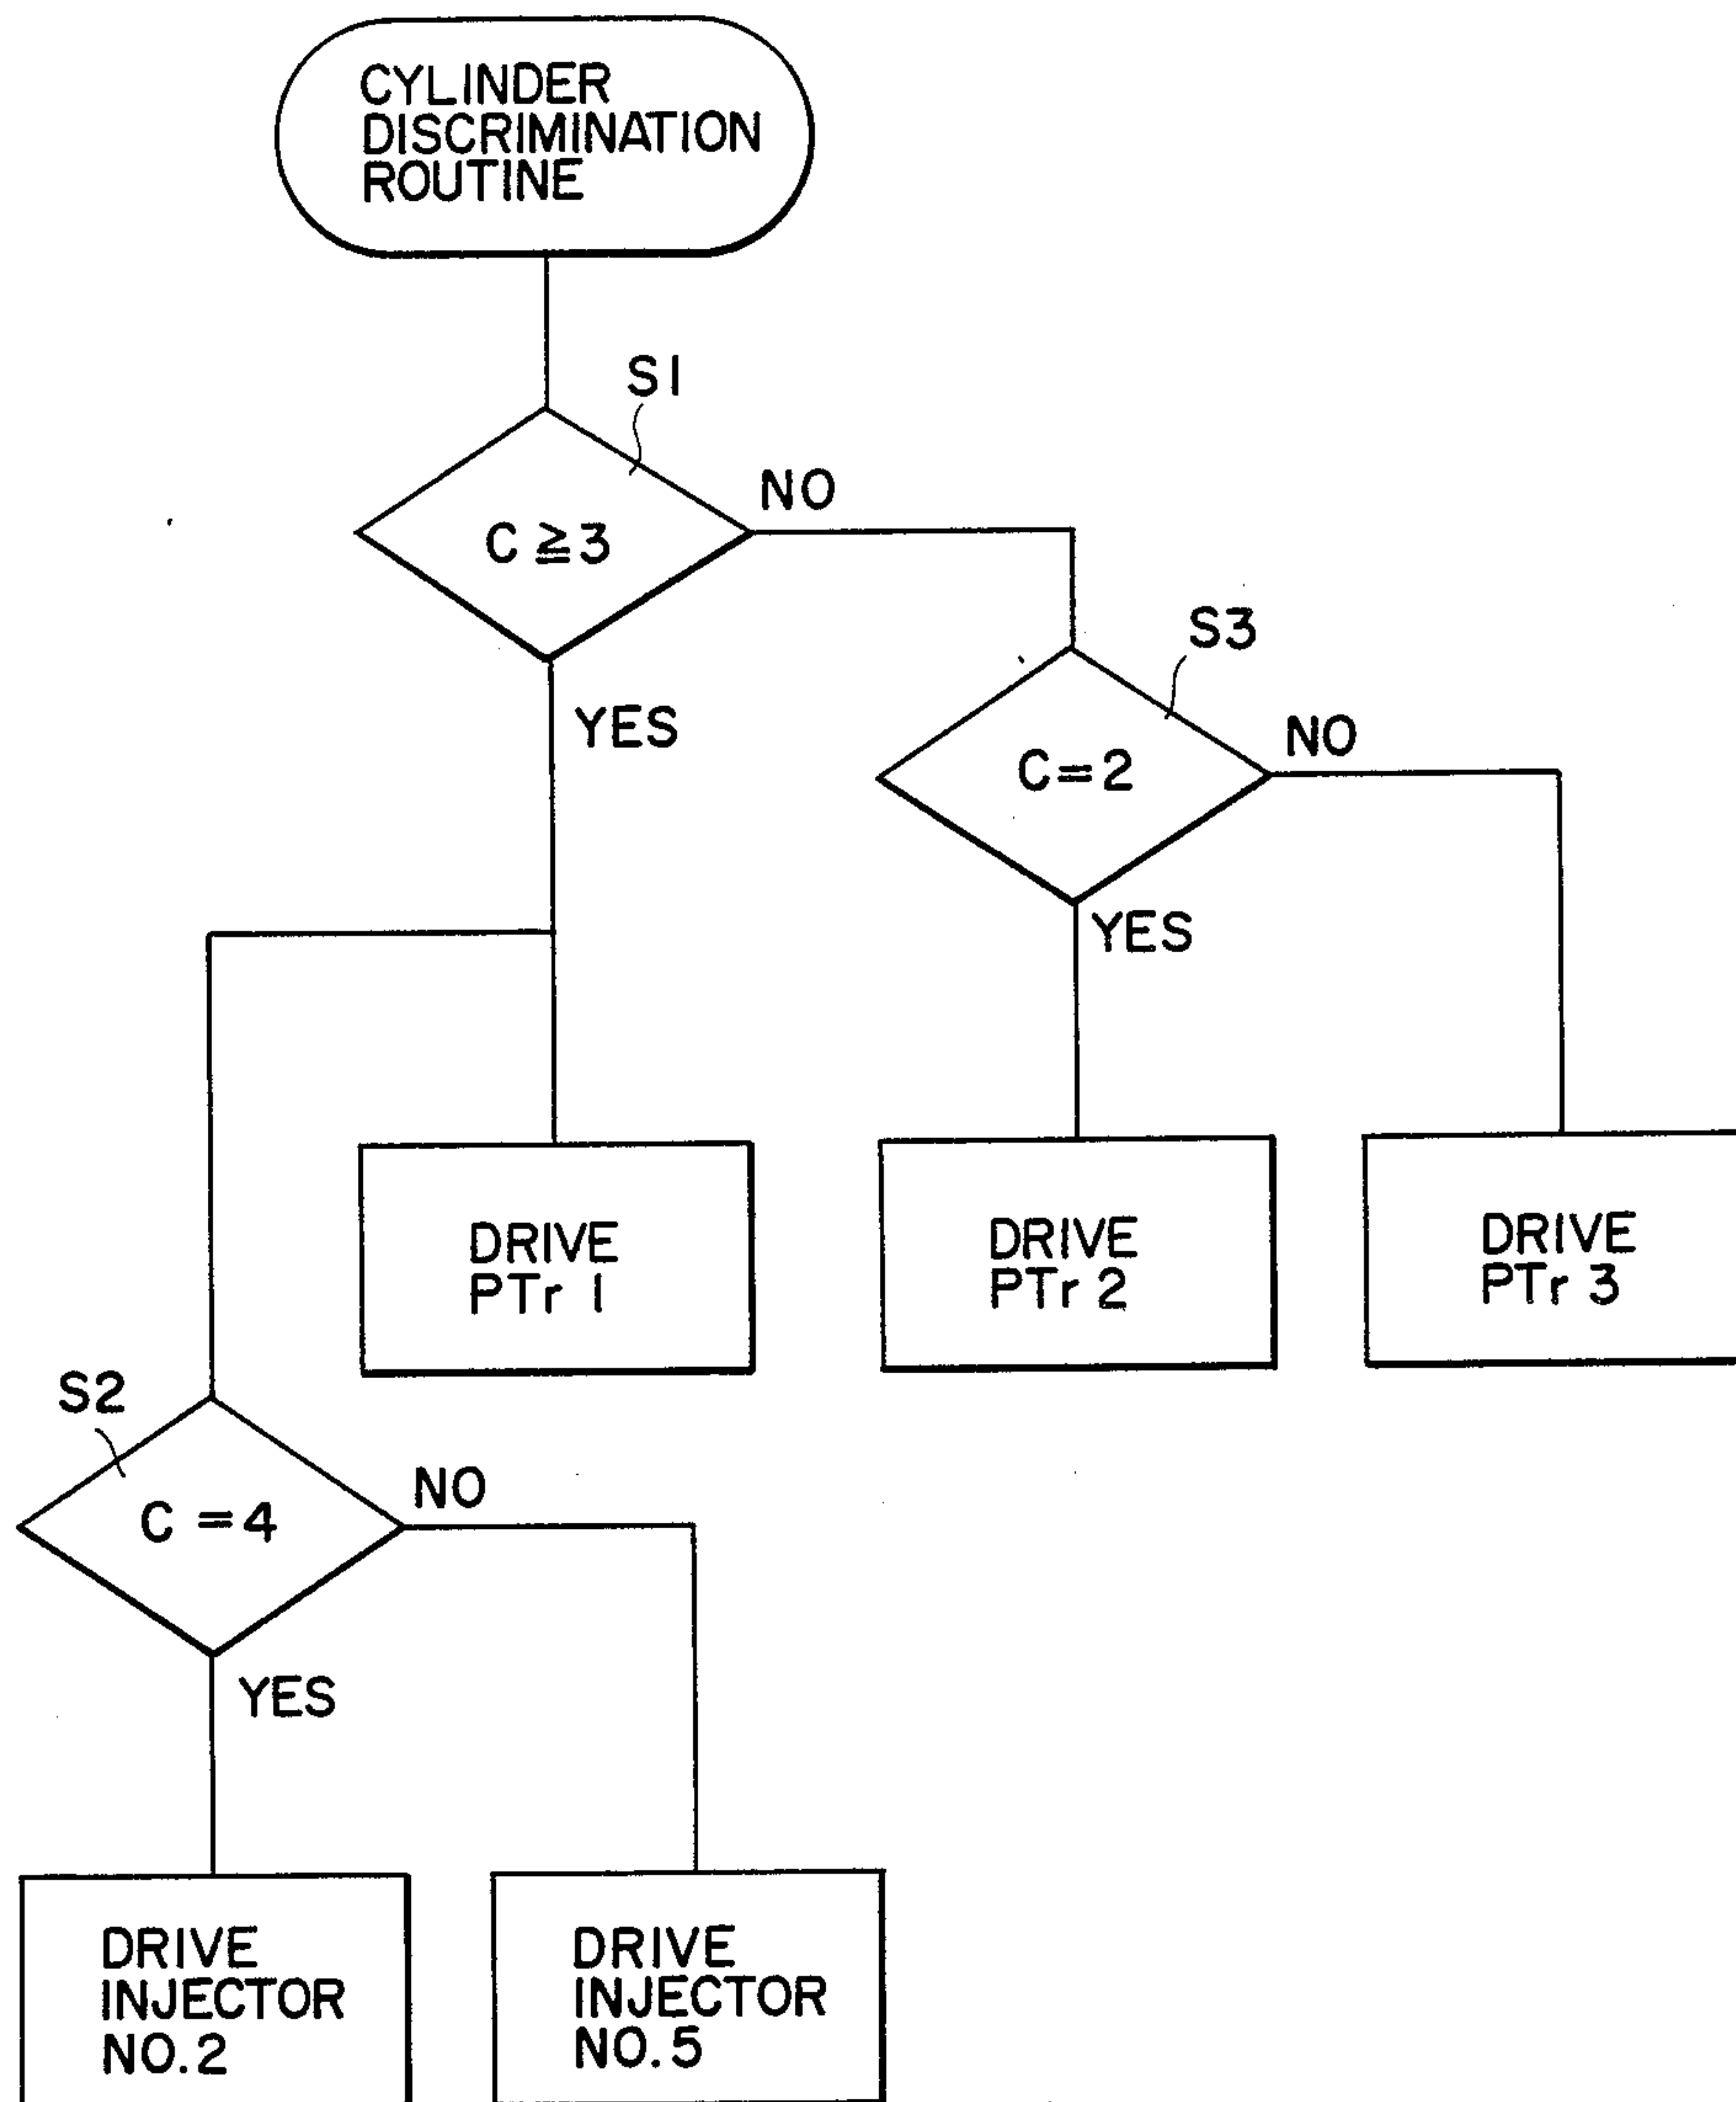 CYLINDER
DISCRIMINATION
ROUTINE
S1
C ≧ 3
NO
YES
S3
C=2
NO
YES
DRIVE
PTr 1
DRIVE
PTr 2
DRIVE
PTr 3
S2
C =4
NO
YES
DRIVE
INJECTOR
NO.2
DRIVE
INJECTOR
NO.5